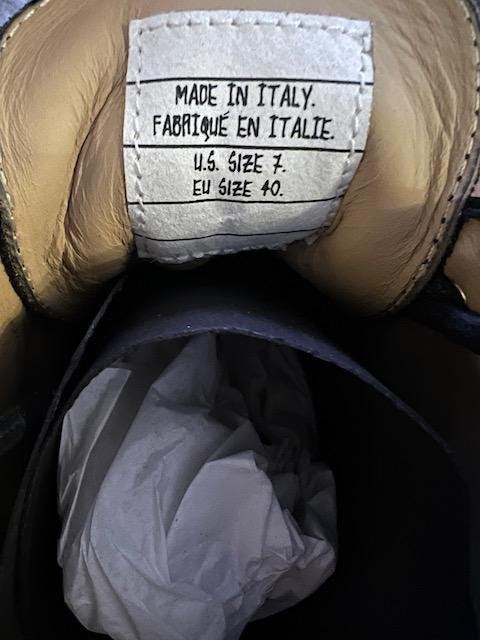 MADE IN ITALY.
FABRIQUÉ EN ITALIE.
U.S. SIZE 7.
EU SIZE 40.